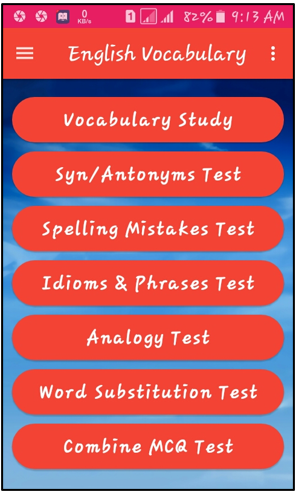 0
KB/s
1
82%
9:13 AM
English Vocabulary
Vocabulary Study
Syn/Antonyms Test
Spelling Mistakes Test
Idioms & Phrases Test
Analogy Test
Word Substitution Test
Combine MCQ Test